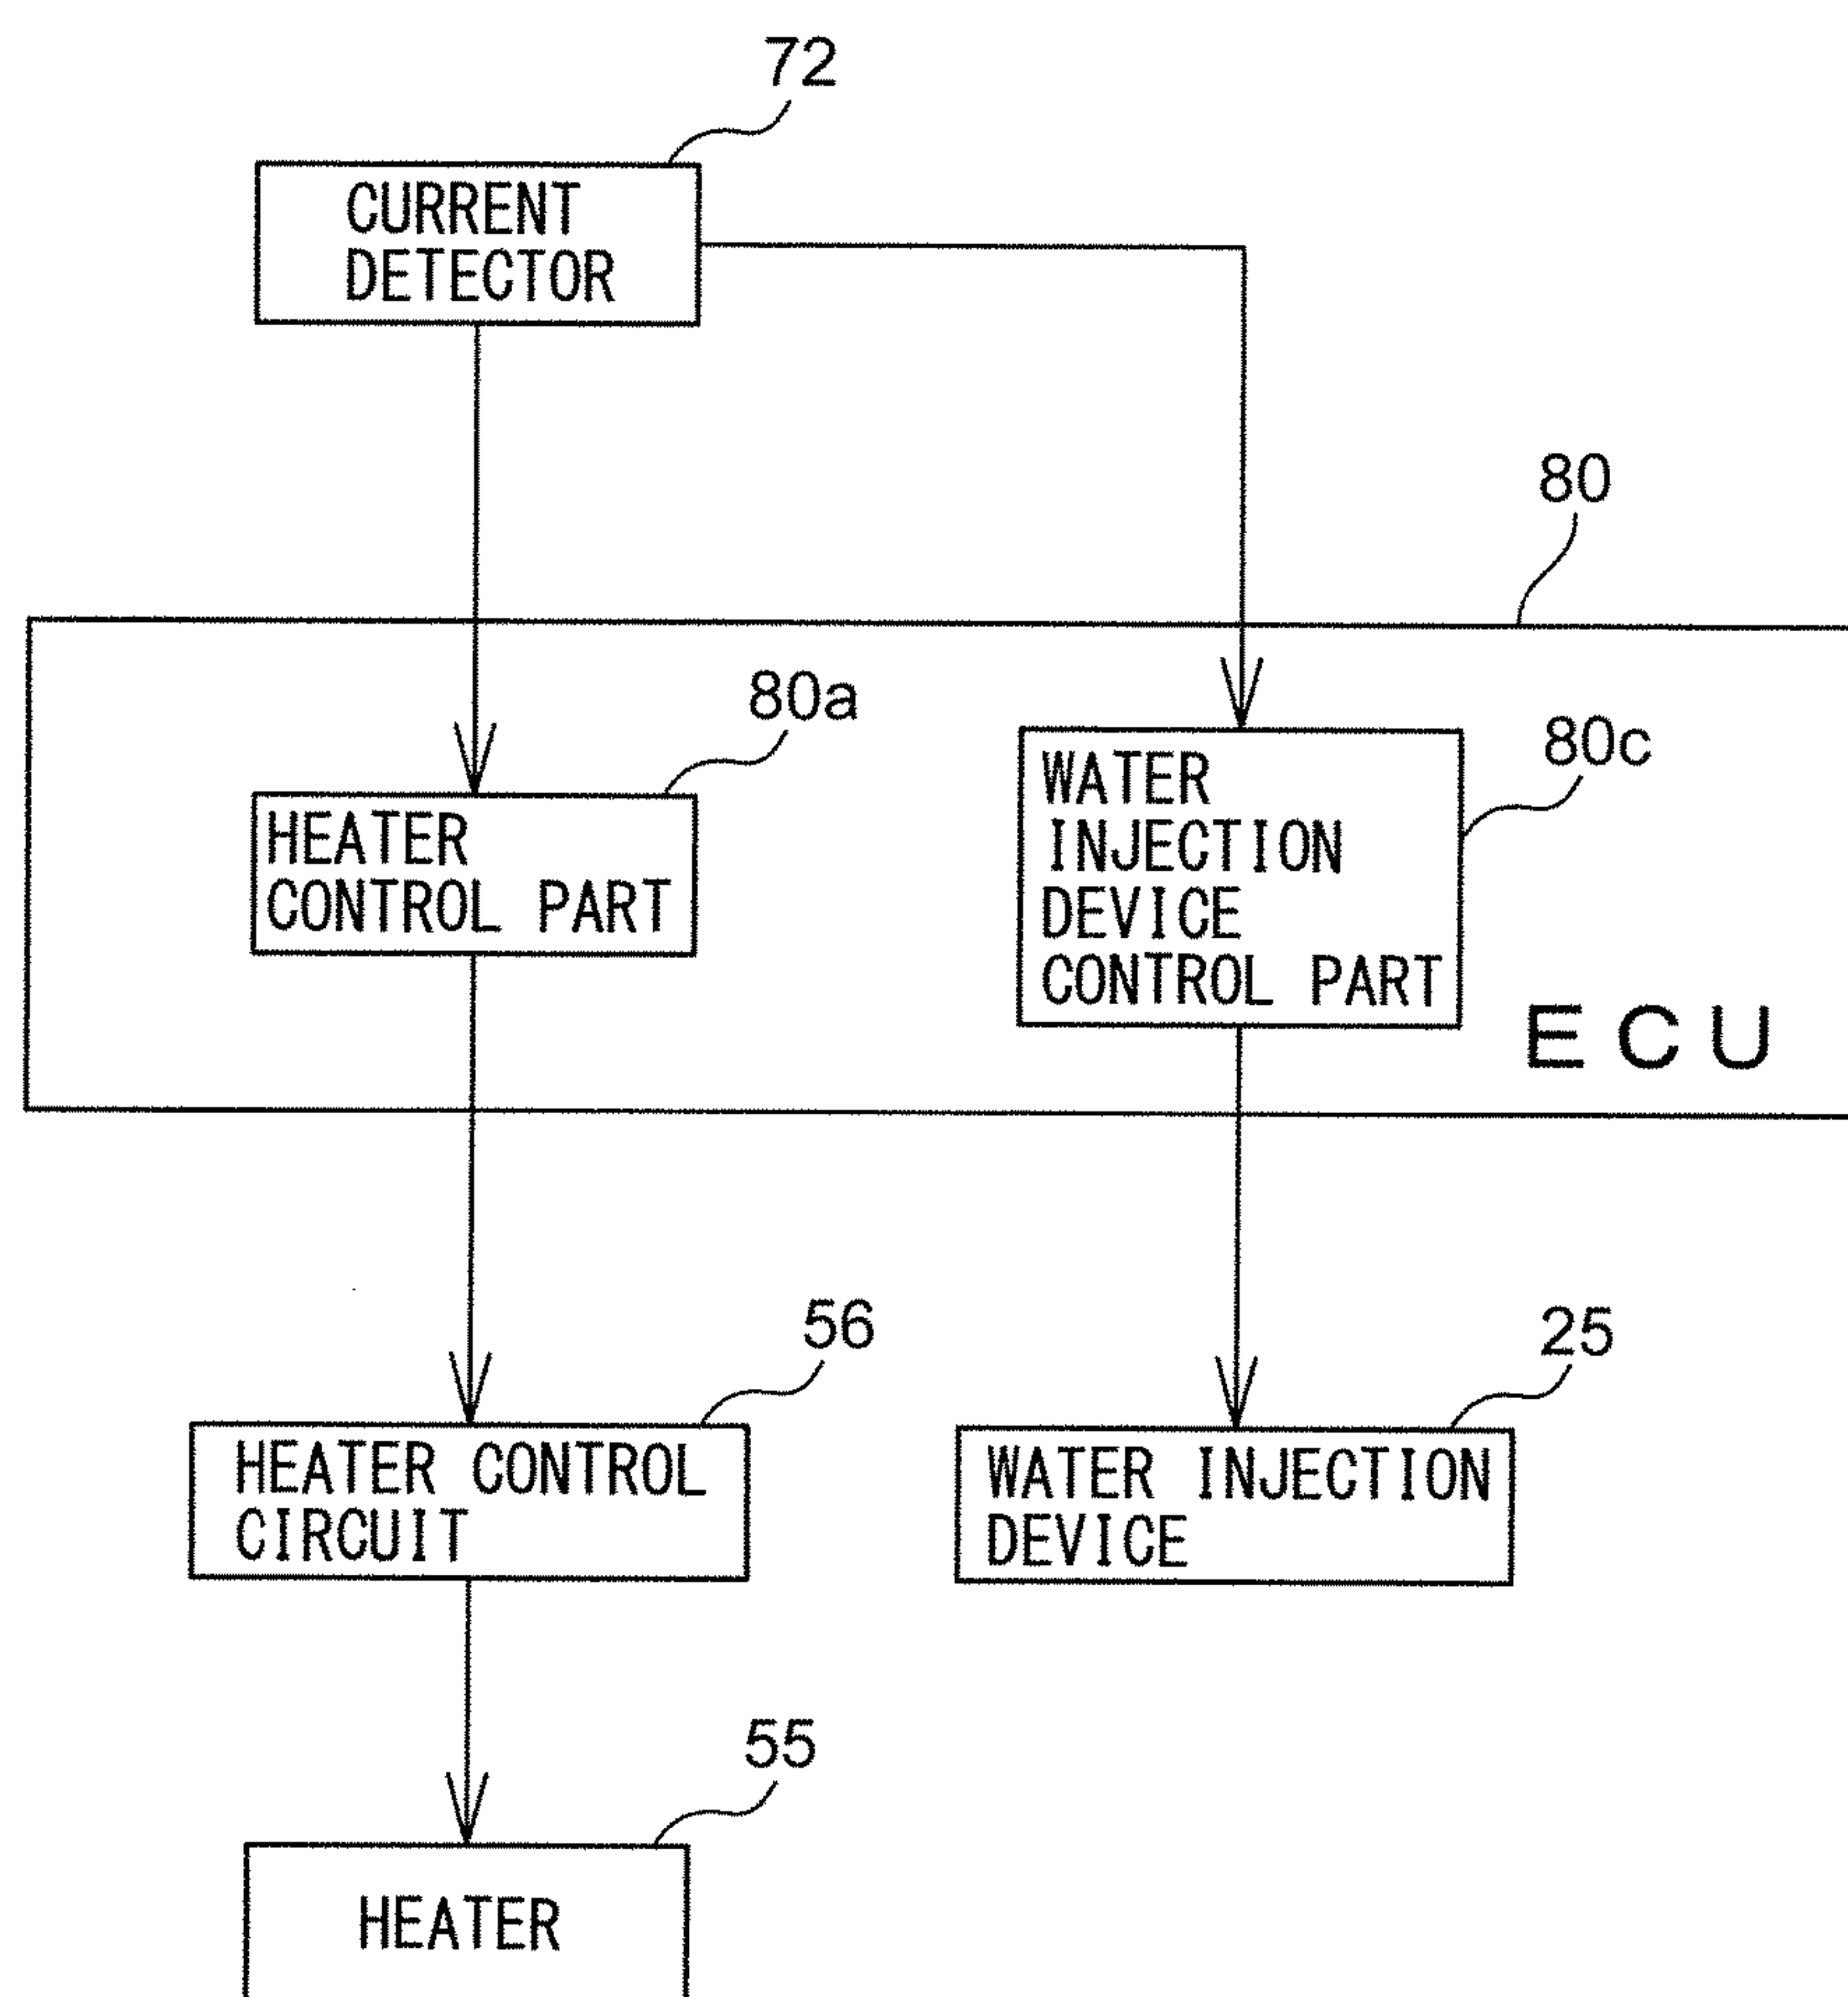 72
CURRENT
DETECTOR
80
80a
HEATER
CONTROL PART
80c
WATER
INJECTION
DEVICE
CONTROL PART
ECU
56
HEATER CONTROL
CIRCUIT
25
WATER INJECTION
DEVICE
55
HEATER